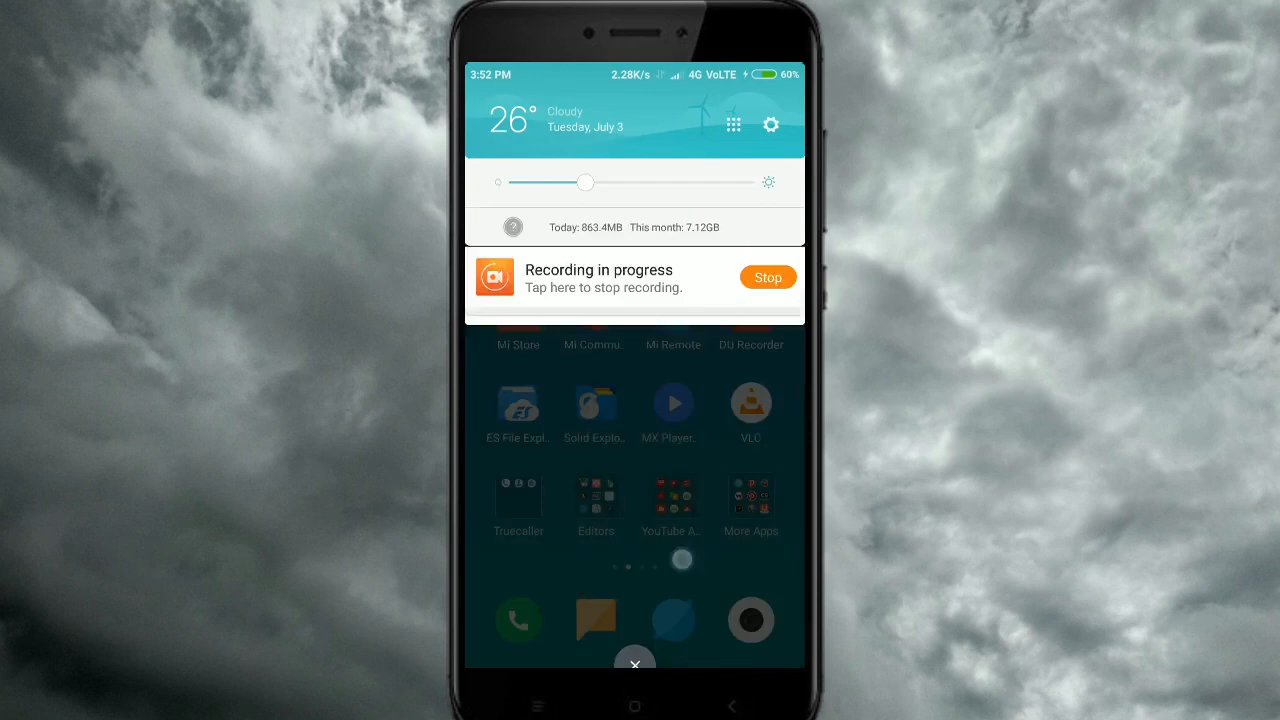 3:52 PM 2.28K/s 4G VoLTE 60%
26° Cloudy
Tuesday, July 3
? Today: 863.4MB This month: 7.12GB
Recording in progress
Tap here to stop recording.
Stop
Mi Store Mi Commu.. Mi Remote DU Recorder
ES
ES File Expl.. Solid Explo.. MX Player.. VLC
Truecaller Editors YouTube A.. More Apps